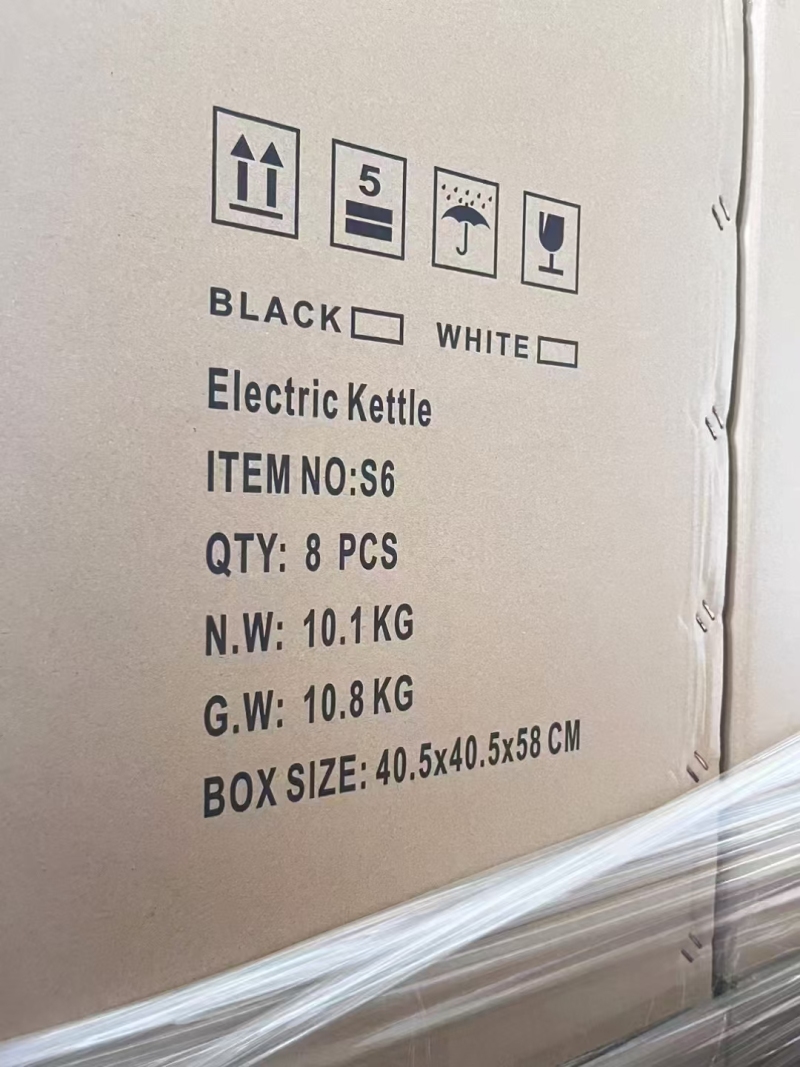 5
BLACK WHITE
Electric Kettle
ITEM NO:S6
QTY: 8 PCS
N.W: 10.1 KG
G.W: 10.8 KG
BOX SIZE: 40.5x40.5x58 CM